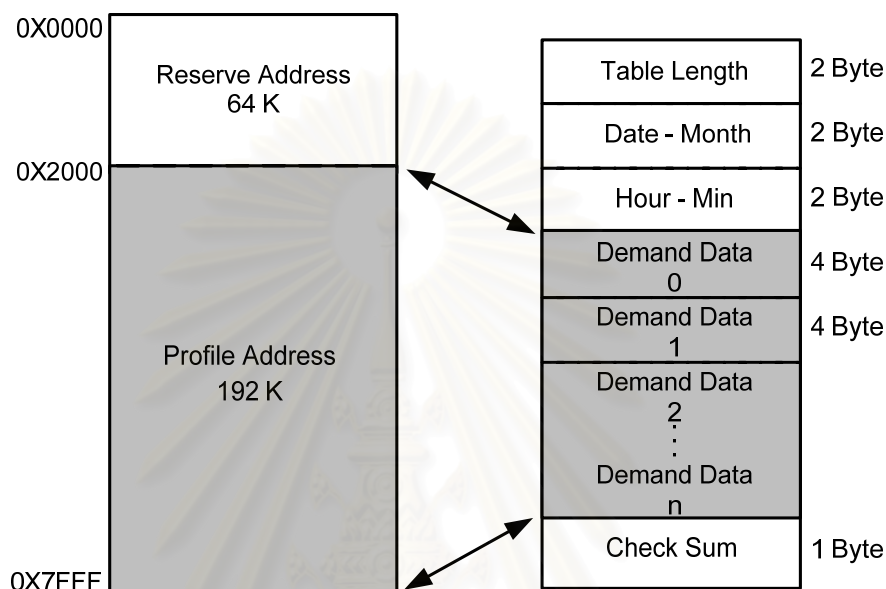 0X0000
Reserve Address
64 K
0X2000
Profile Address
192 K
0X7FFF
Table Length
2 Byte
Date - Month
2 Byte
Hour - Min
2 Byte
Demand Data
0
4 Byte
Demand Data
1
4 Byte
Demand Data
2
.
.
.
Demand Data
n
Check Sum
1 Byte